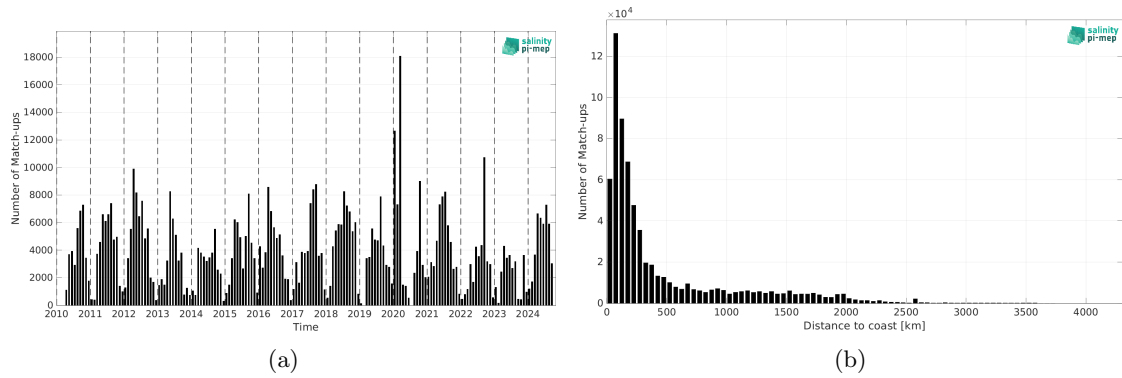 salinity
pi-mep
18000
16000
14000
12000
10000
8000
6000
4000
2000
0
Number of Match-ups
2010 2011 2012 2013 2014 2015 2016 2017 2018 2019 2020 2021 2022 2023 2024
Time
(a)
×10⁴
salinity
pi-mep
12
10
8
6
4
2
0
Number of Match-ups
0 500 1000 1500 2000 2500 3000 3500 4000
Distance to coast [km]
(b)